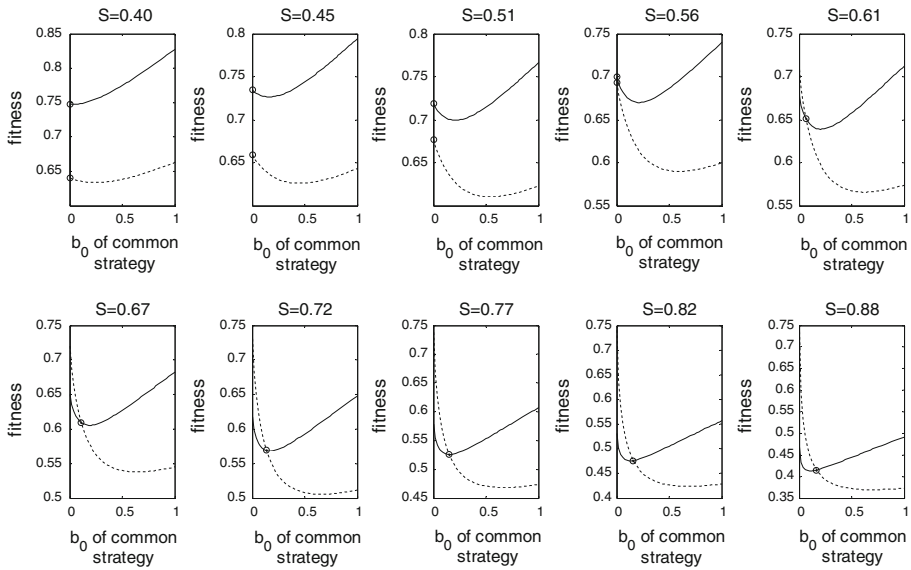 S=0.40 S=0.45 S=0.51 S=0.56 S=0.61
0.85 0.8 0.8 0.8 0.75
0.8 0.75 0.75 0.75 0.7
0.75 0.7 0.7 0.7 0.65
0.7 0.65 0.65 0.65 0.6
0.65 0.6 0.55
0.55
fitness fitness fitness fitness fitness
0 0.5 1 0 0.5 1 0 0.5 1 0 0.5 1 0 0.5 1
b0 of common b0 of common b0 of common b0 of common b0 of common
strategy strategy strategy strategy strategy
S=0.67 S=0.72 S=0.77 S=0.82 S=0.88
0.75 0.75 0.75 0.75 0.75
0.7 0.7 0.7 0.7 0.7
0.65 0.65 0.65 0.65 0.65
0.6 0.6 0.6 0.6 0.6
0.55 0.55 0.55 0.55 0.55
0.5 0.5 0.5 0.5 0.5
0.45 0.45 0.45
0.4 0.4
0.35
fitness fitness fitness fitness fitness
0 0.5 1 0 0.5 1 0 0.5 1 0 0.5 1 0 0.5 1
b0 of common b0 of common b0 of common b0 of common b0 of common
strategy strategy strategy strategy strategy